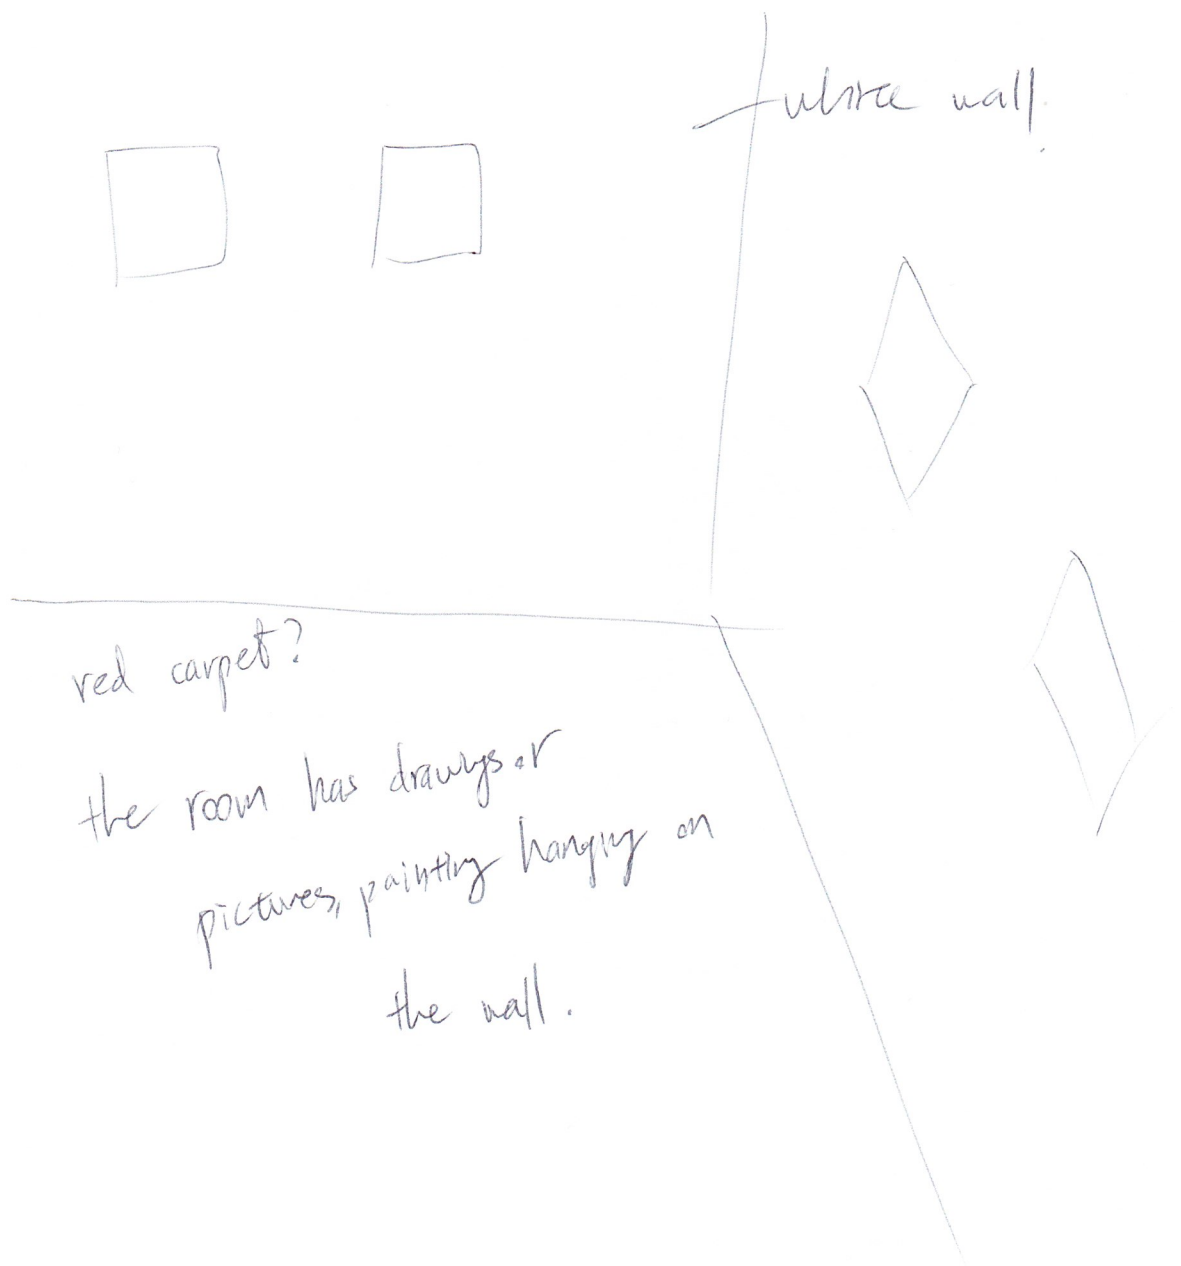 white wall.
red carpet?
the room has drawings or
pictures, painting hanging on
the wall.